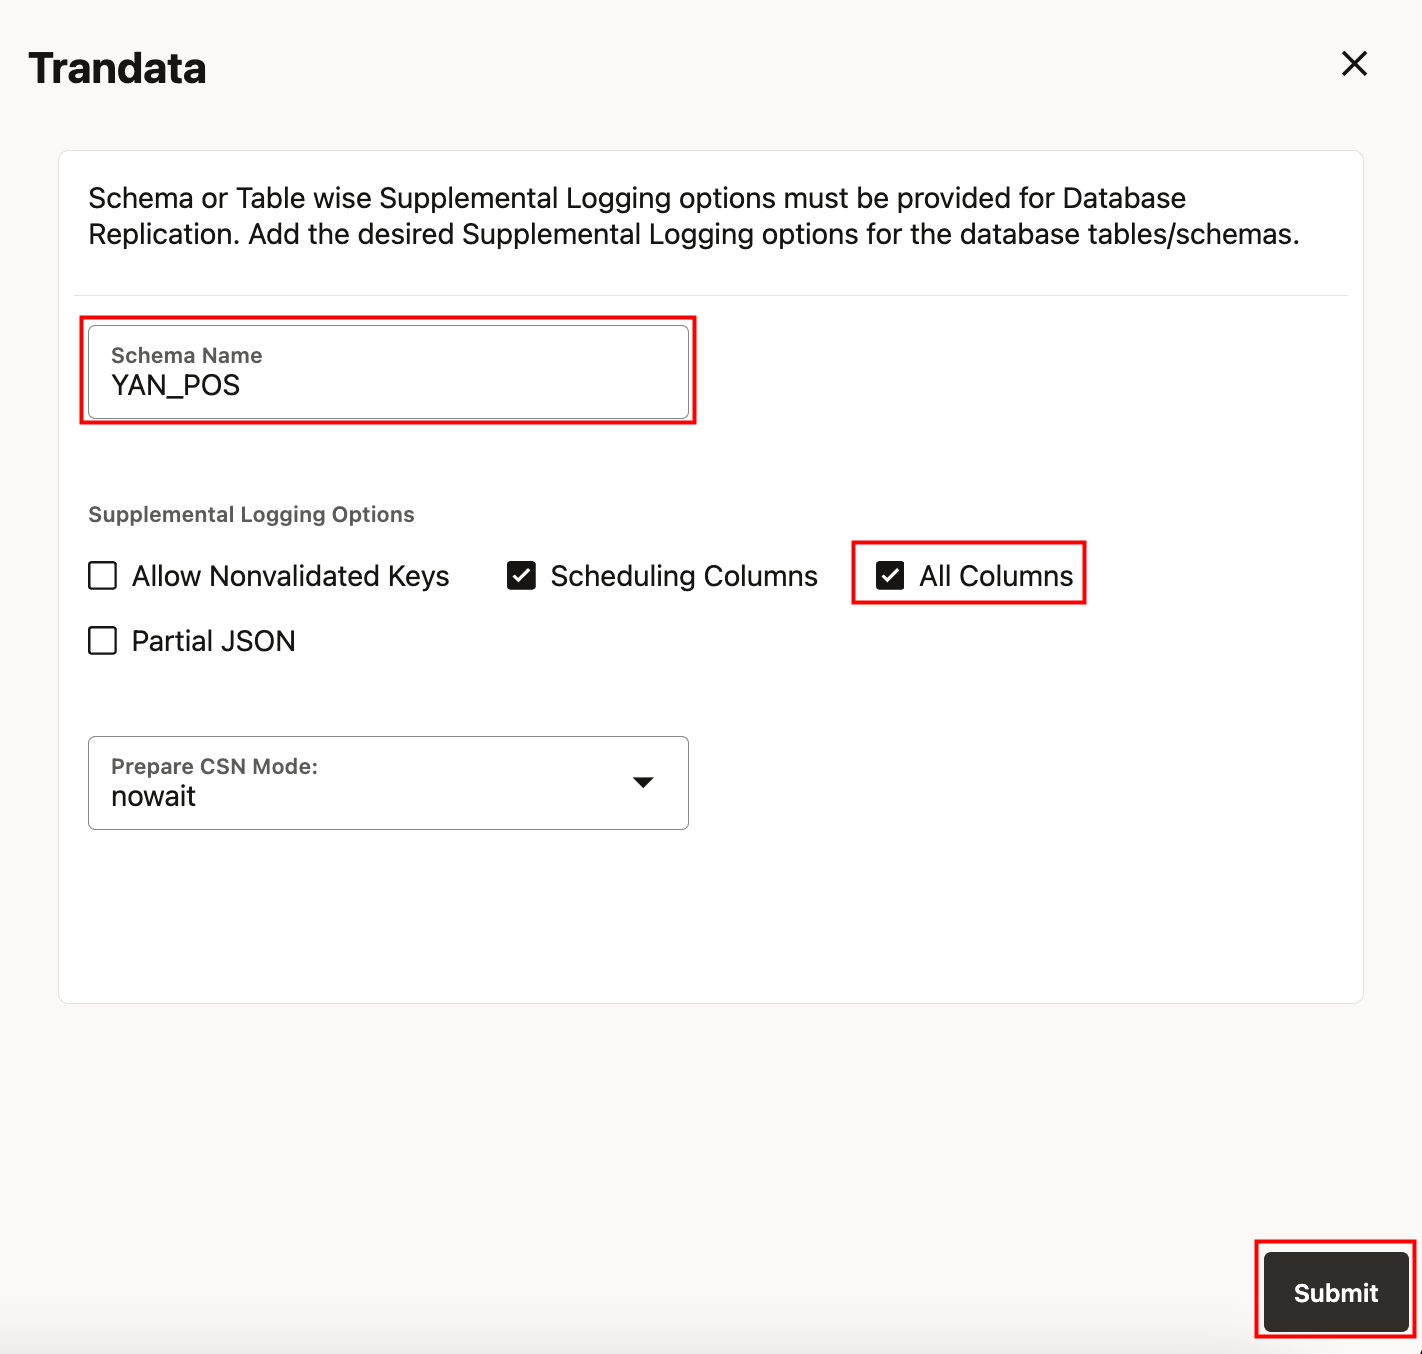 Trandata
Schema or Table wise Supplemental Logging options must be provided for Database
Replication. Add the desired Supplemental Logging options for the database tables/schemas.
Schema Name
YAN_POS
Supplemental Logging Options
Allow Nonvalidated Keys
Scheduling Columns
All Columns
Partial JSON
Prepare CSN Mode:
nowait
Submit